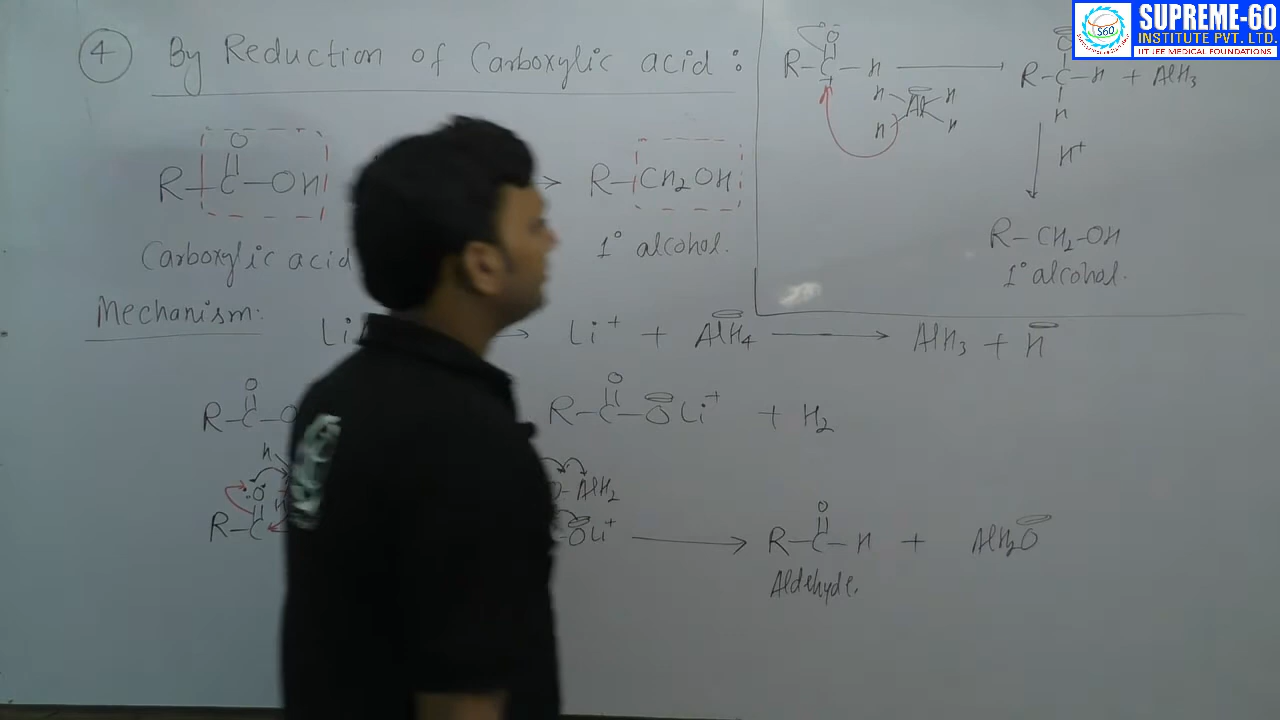 4 By Reduction of Carboxylic acid :
O
R - C - OH → R - CH2OH
Carboxylic acid
1° alcohol.
Mechanism:
Li → Li+ + AlH4 → AlH3 + H
O
R - C - O
O
R - C - O Li+ + H2
H
O
R - C
O - AlH2
OLi+ →
O
R - C - H + AlH2O
Aldehyde.
O
R - C - H →
H H
Al
H H
O
R - C - H + AlH3
H
H+
R - CH2 - OH
1° alcohol.
S60
SUPREME-60
INSTITUTE PVT. LTD.
IIT JEE MEDICAL FOUNDATIONS